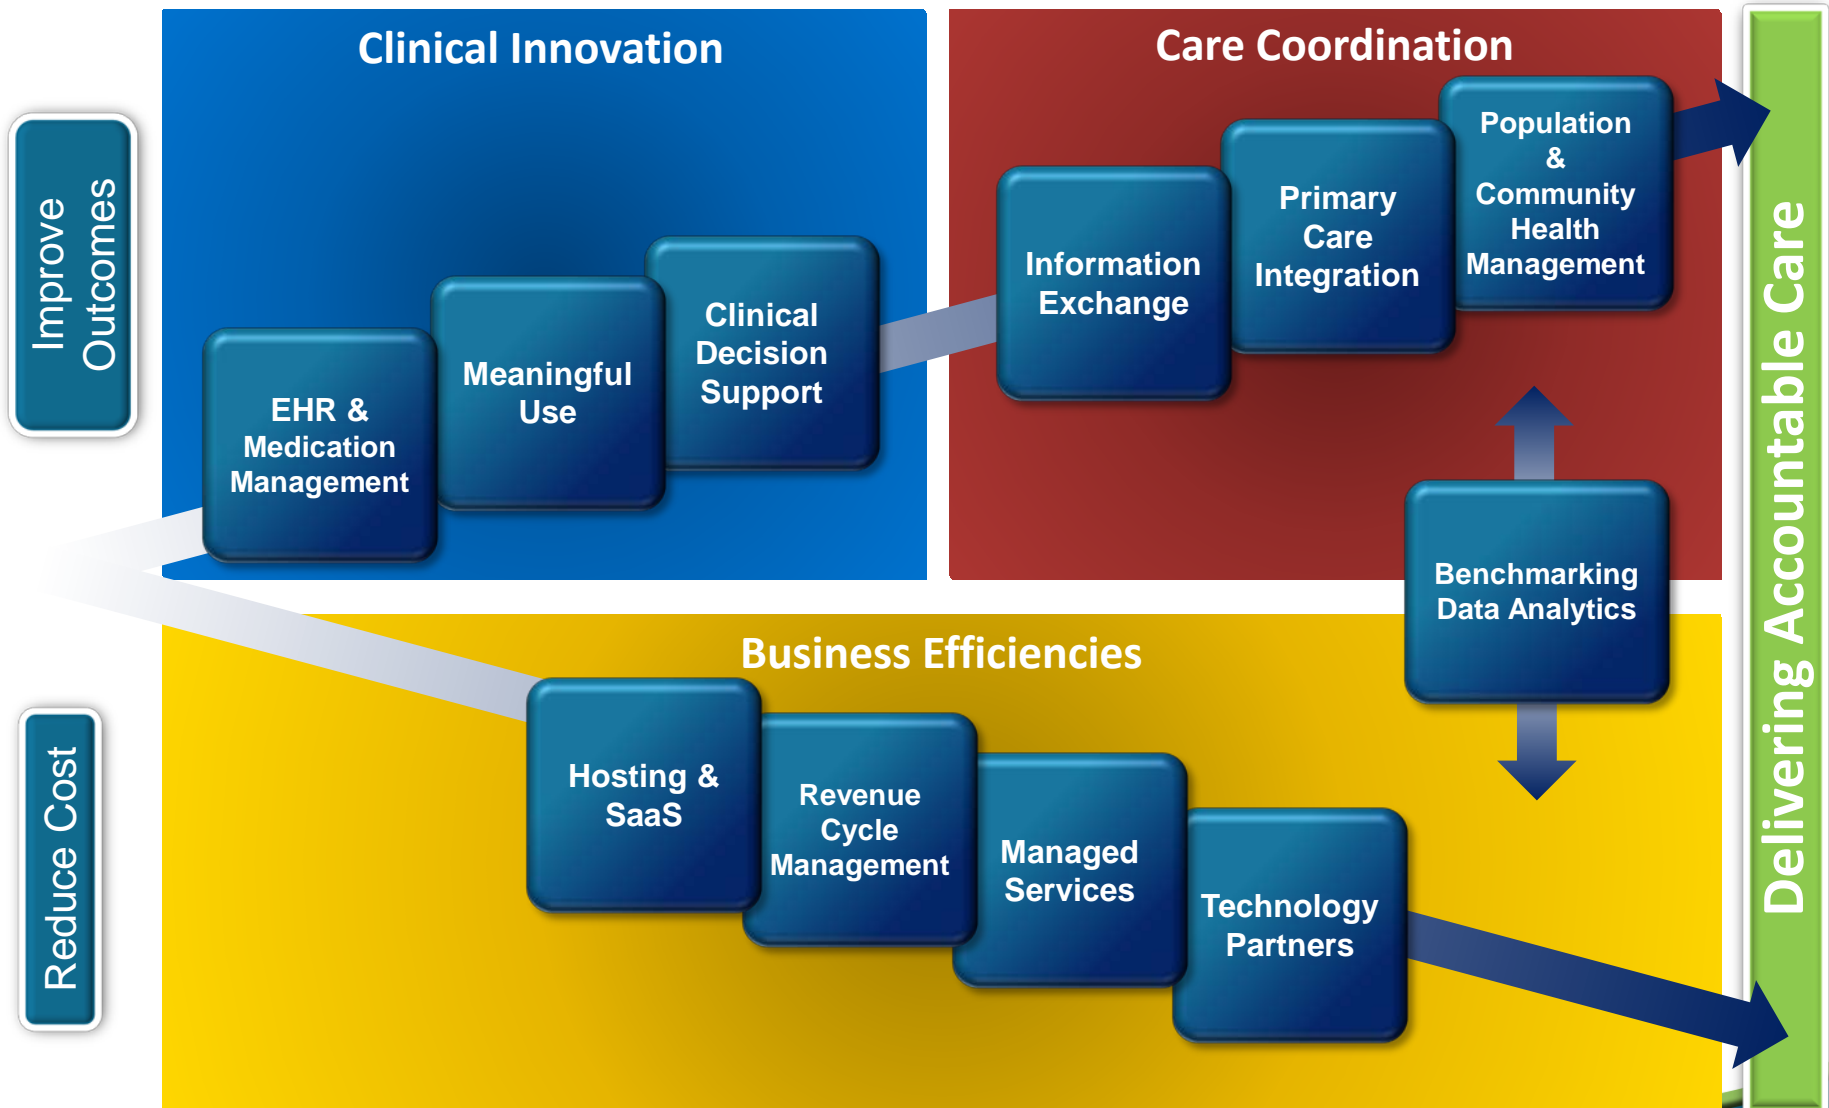 Clinical Innovation
Care Coordination
Improve
Outcomes
EHR &
Medication
Management
Meaningful
Use
Clinical
Decision
Support
Information
Exchange
Primary
Care
Integration
Population
&
Community
Health
Management
Benchmarking
Data Analytics
Business Efficiencies
Reduce Cost
Hosting &
SaaS
Revenue
Cycle
Management
Managed
Services
Technology
Partners
Delivering Accountable Care